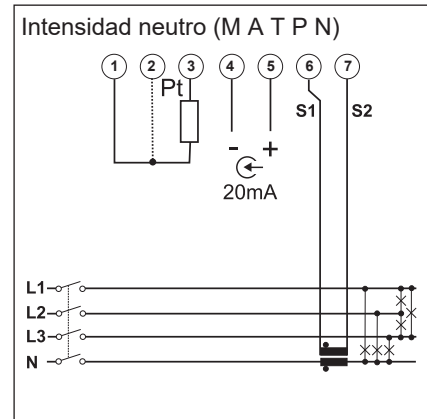 Intensidad neutro (M A T P N)
1 2 3 4 5 6 7
Pt
S1 S2
- +
20mA
L1
L2
L3
N